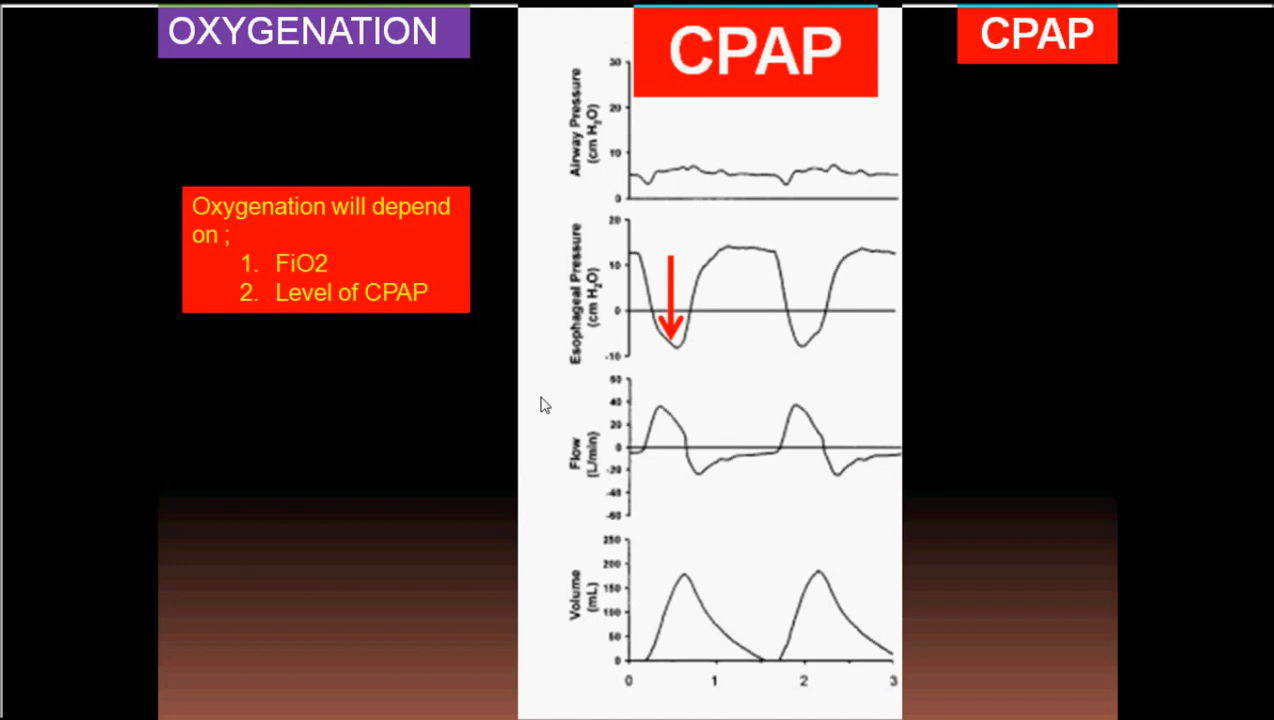 OXYGENATION
Oxygenation will depend
on ;
1. FiO2
2. Level of CPAP
CPAP
Airway Pressure
(cm H2O)
30
20
10
0
Esophageal Pressure
(cm H2O)
20
10
0
-10
Flow
(L/min)
60
40
20
0
-20
-40
-60
Volume
(mL)
250
200
150
100
50
0
0 1 2 3
CPAP